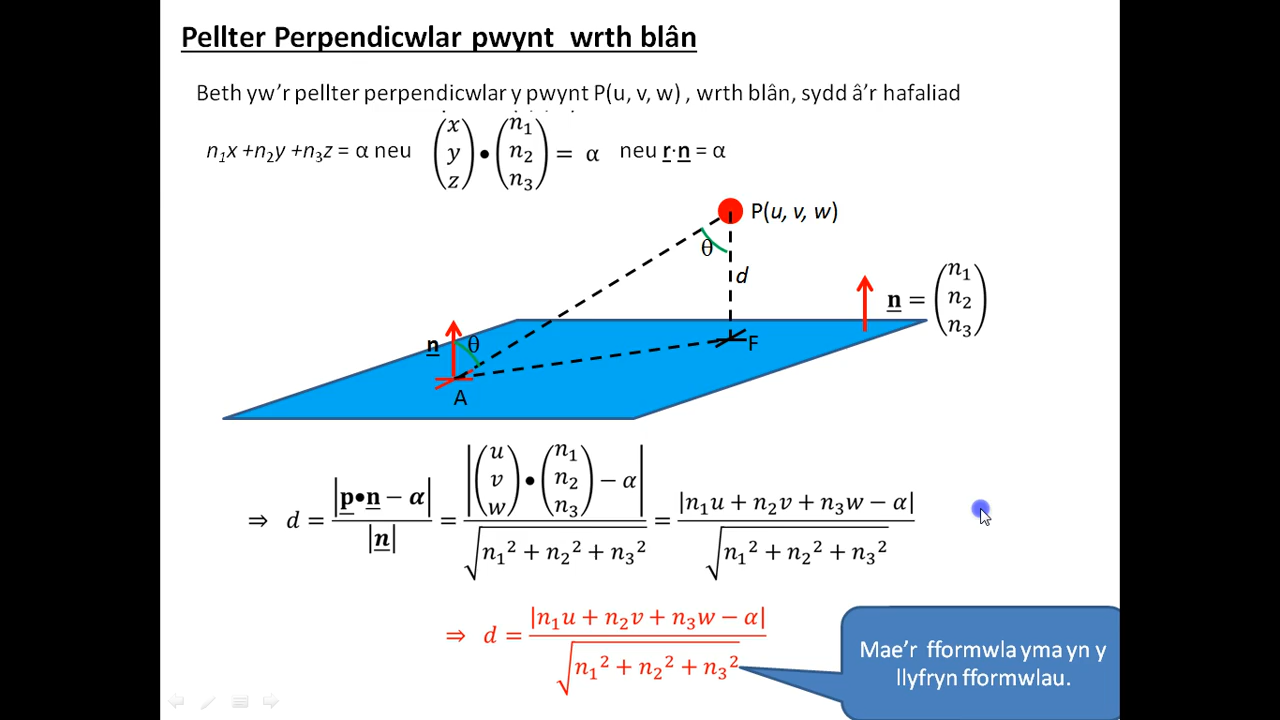 Pellter Perpendicwlar pwynt wrth blân
Beth yw'r pellter perpendicwlar y pwynt P(u, v, w) , wrth blân, sydd â'r hafaliad
n₁x +n₂y +n₃z = α neu (x y z) • (n₁ n₂ n₃) = α neu r·n = α
P(u, v, w)
θ
d
n = (n₁ n₂ n₃)
n θ
F
A
⇒ d = |p•n − α| / |n| = |(u v w) • (n₁ n₂ n₃) − α| / √(n₁² + n₂² + n₃²) = |n₁u + n₂v + n₃w − α| / √(n₁² + n₂² + n₃²)
⇒ d = |n₁u + n₂v + n₃w − α| / √(n₁² + n₂² + n₃²)
Mae'r fformwla yma yn y
llyfryn fformwlau.